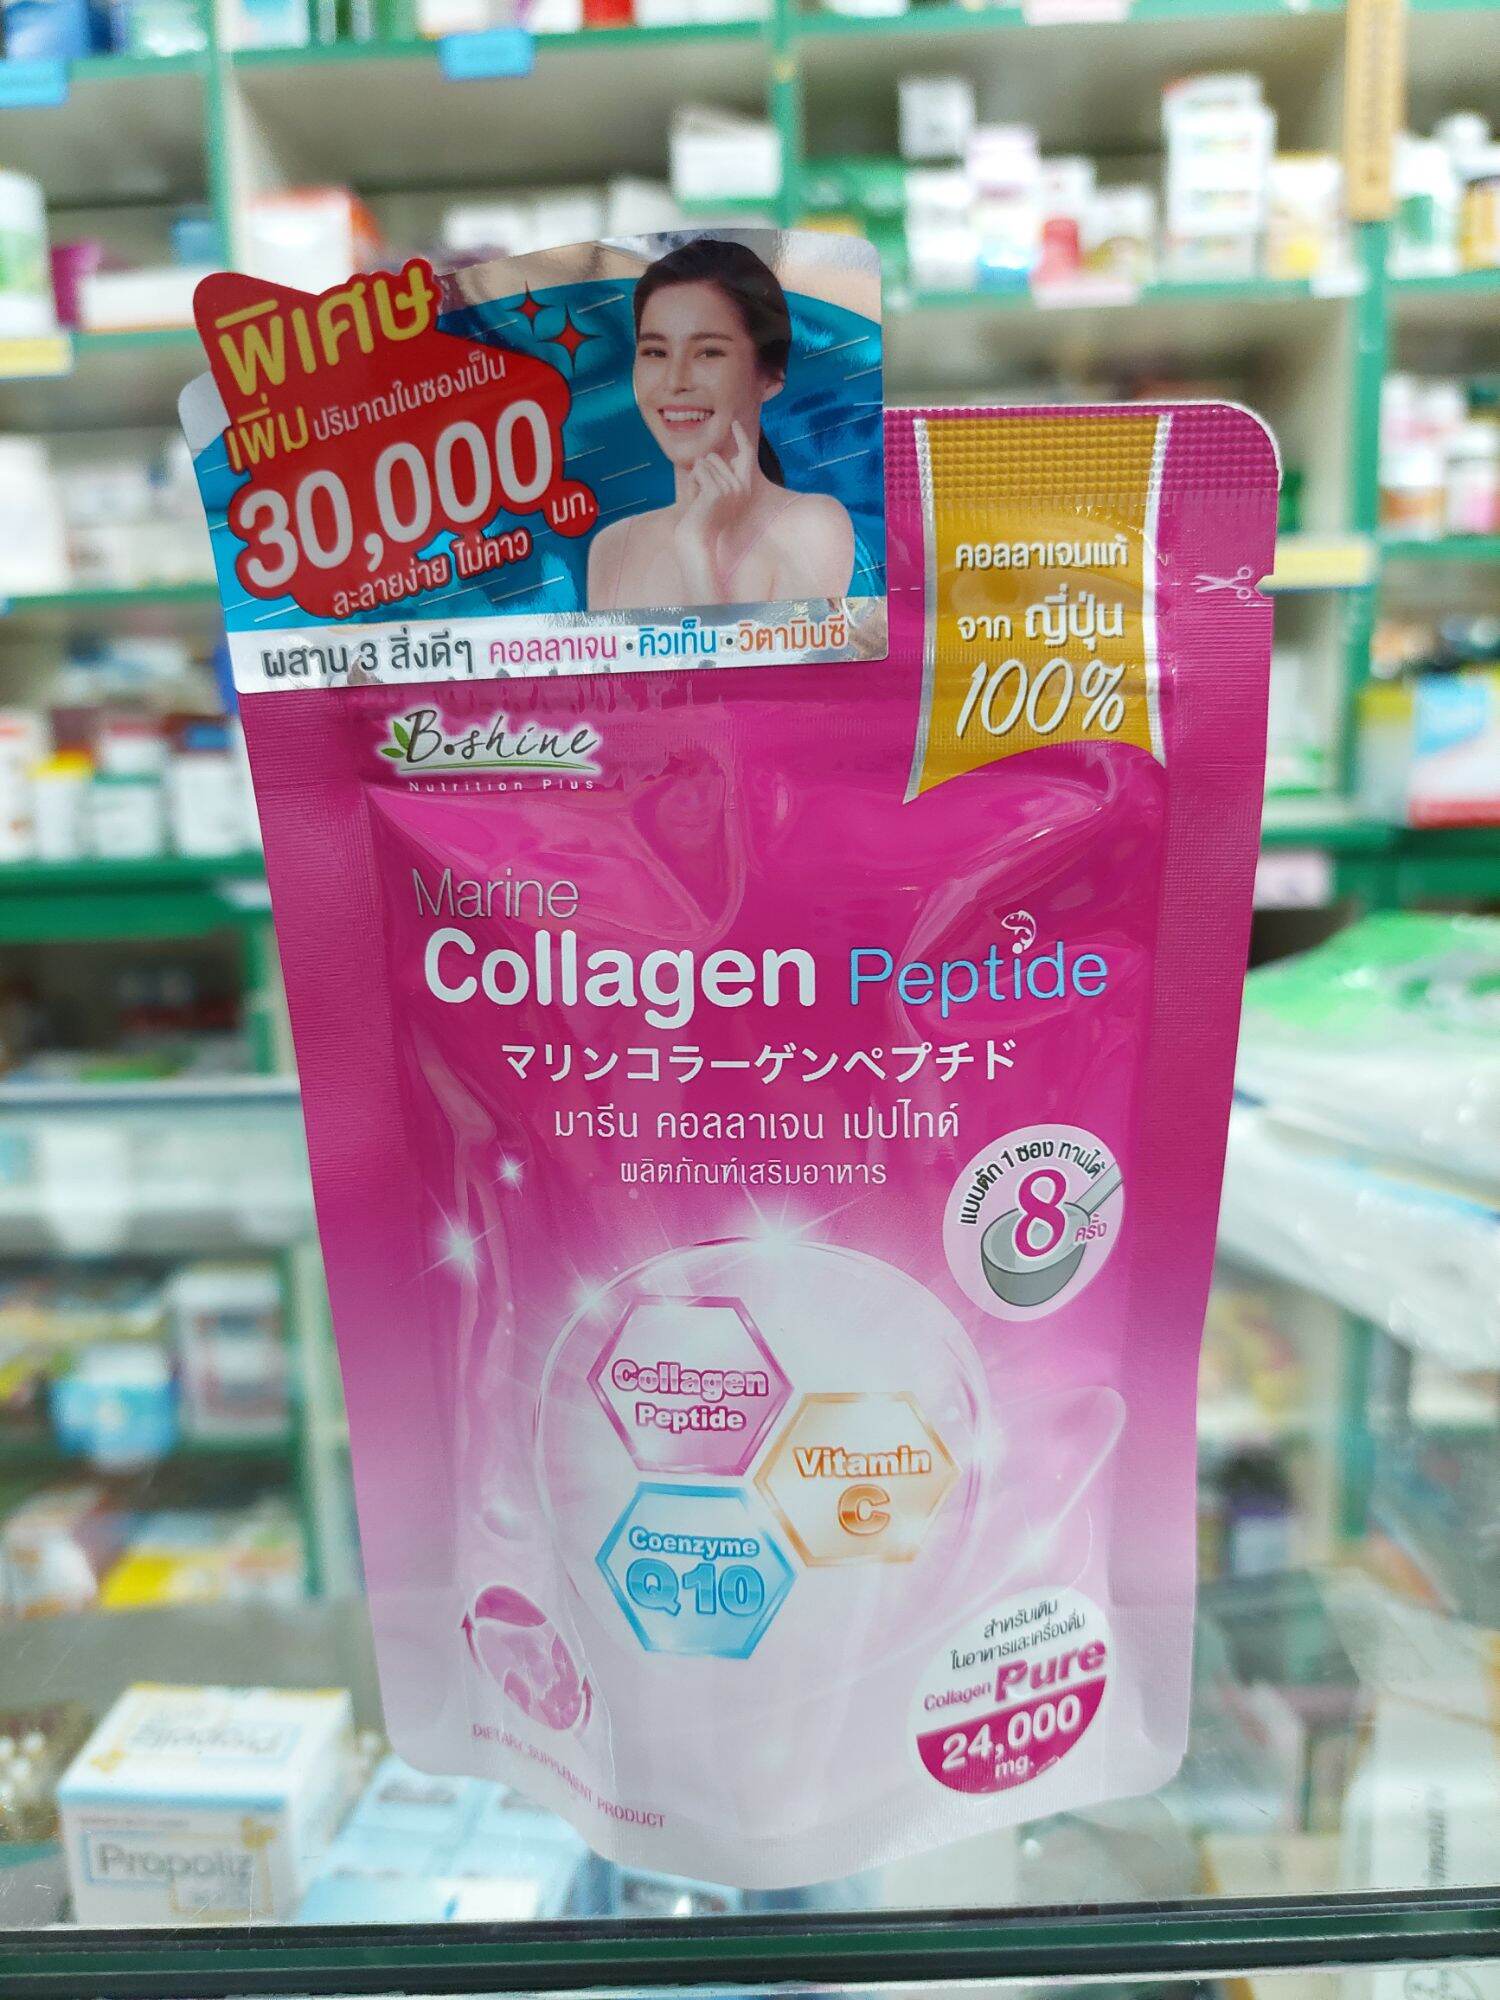 พิเศษ
เพิ่ม ปริมาณในซองเป็น
30,000 มก.
ละลายง่าย ไม่คาว
ผสาน 3 สิ่งดีๆ คอลลาเจน • คิวเท็น • วิตามินซี
คอลลาเจนแท้
จาก ญี่ปุ่น
100%
B.shine
Nutrition Plus
Marine
Collagen Peptide
マリンコラーゲンペプチド
มารีน คอลลาเจน เปปไทด์
ผลิตภัณฑ์เสริมอาหาร
แบบตัก 1 ซอง ทานได้
8
ครั้ง
Collagen
Peptide
Vitamin
C
Coenzyme
Q10
สำหรับเติม
ในอาหารและเครื่องดื่ม
Collagen Pure
24,000
mg.
DIETARY SUPPLEMENT PRODUCT
Propoliz